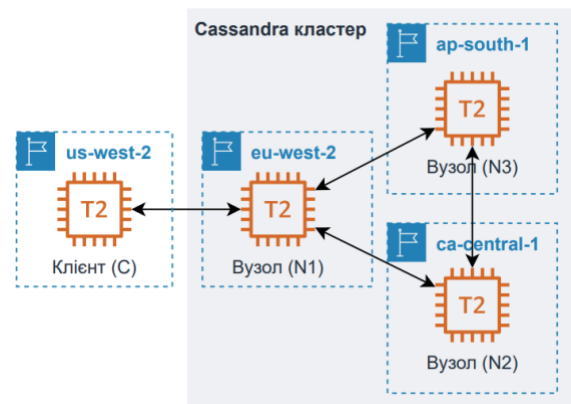 Cassandra кластер
ap-south-1
T2
Вузол (N3)
us-west-2
T2
Клієнт (C)
eu-west-2
T2
Вузол (N1)
ca-central-1
T2
Вузол (N2)